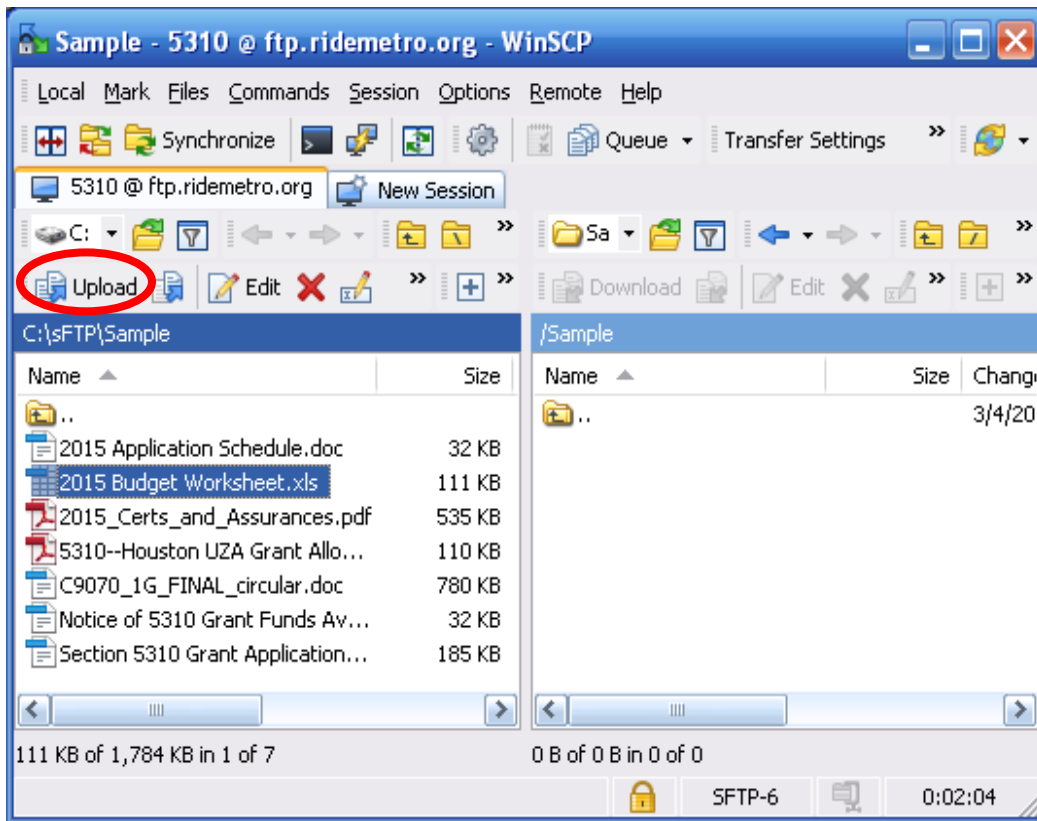 Sample - 5310 @ ftp.ridemetro.org - WinSCP
Local Mark Files Commands Session Options Remote Help
Synchronize Queue Transfer Settings »
5310 @ ftp.ridemetro.org New Session
C: » Sa »
Upload Edit » » Download Edit » »
C:\sFTP\Sample /Sample
Name Size Name Size Chang
.. .. 3/4/20
2015 Application Schedule.doc 32 KB
2015 Budget Worksheet.xls 111 KB
2015_Certs_and_Assurances.pdf 535 KB
5310--Houston UZA Grant Allo... 110 KB
C9070_1G_FINAL_circular.doc 780 KB
Notice of 5310 Grant Funds Av... 32 KB
Section 5310 Grant Application... 185 KB
111 KB of 1,784 KB in 1 of 7 0 B of 0 B in 0 of 0
SFTP-6 0:02:04